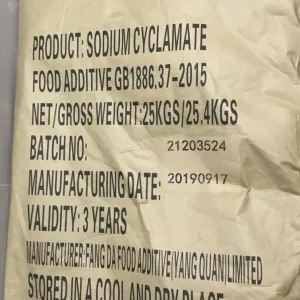 PRODUCT: SODIUM CYCLAMATE
FOOD ADDITIVE GB1886.37-2015
NET/GROSS WEIGHT:25KGS/25.4KGS
BATCH NO: 21203524
MANUFACTURING DATE: 20190917
VALIDITY: 3 YEARS
MANUFACTURER:FANG DA FOOD ADDITIVE(YANG QUAN)LIMITED
STORED IN A COOL AND DRY PLACE